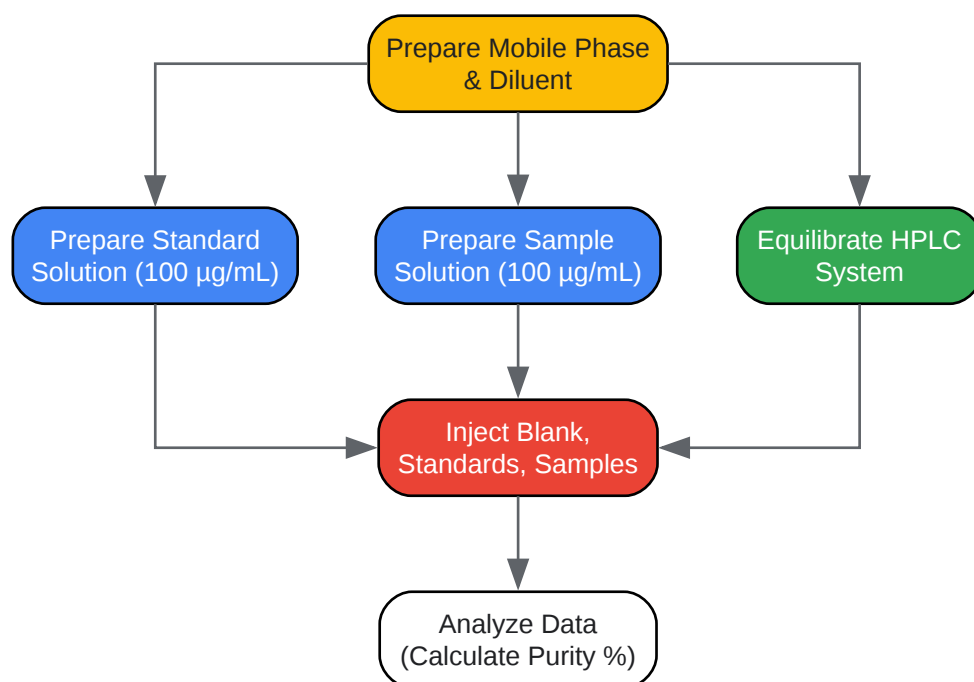 Prepare Mobile Phase
& Diluent
Prepare Standard
Solution (100 µg/mL)
Prepare Sample
Solution (100 µg/mL)
Equilibrate HPLC
System
Inject Blank,
Standards, Samples
Analyze Data
(Calculate Purity %)